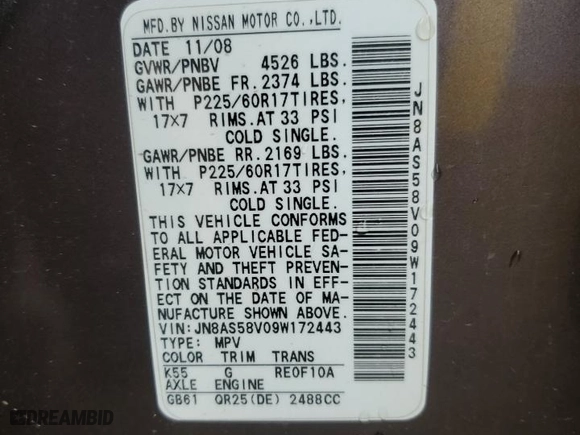 MFD.BY NISSAN MOTOR CO.,LTD.
DATE 11/08
GVWR/PNBV 4526 LBS.
GAWR/PNBE FR.2374 LBS.
WITH P225/60R17TIRES,
17×7 RIMS.AT 33 PSI
COLD SINGLE.
GAWR/PNBE RR.2169 LBS.
WITH P225/60R17TIRES,
17×7 RIMS.AT 33 PSI
COLD SINGLE.
THIS VEHICLE CONFORMS
TO ALL APPLICABLE FED-
ERAL MOTOR VEHICLE SA-
FETY AND THEFT PREVEN-
TION STANDARDS IN EFF-
ECT ON THE DATE OF MA-
NUFACTURE SHOWN ABOVE.
VIN:JN8AS58V09W172443
TYPE: MPV
COLOR TRIM TRANS
K55 G RE0F10A
AXLE ENGINE
GB61 QR25(DE) 2488CC
JN8AS58V09W172443
DREAMBID